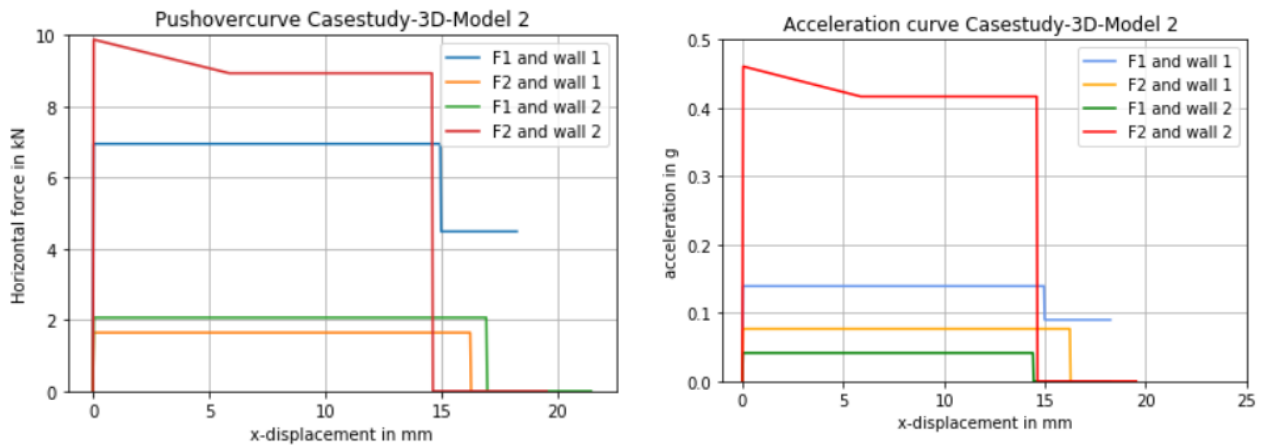 Pushovercurve Casestudy-3D-Model 2
Horizontal force in kN
10
8
6
4
2
0
F1 and wall 1
F2 and wall 1
F1 and wall 2
F2 and wall 2
0 5 10 15 20
x-displacement in mm
Acceleration curve Casestudy-3D-Model 2
acceleration in g
0.5
0.4
0.3
0.2
0.1
0.0
F1 and wall 1
F2 and wall 1
F1 and wall 2
F2 and wall 2
0 5 10 15 20 25
x-displacement in mm